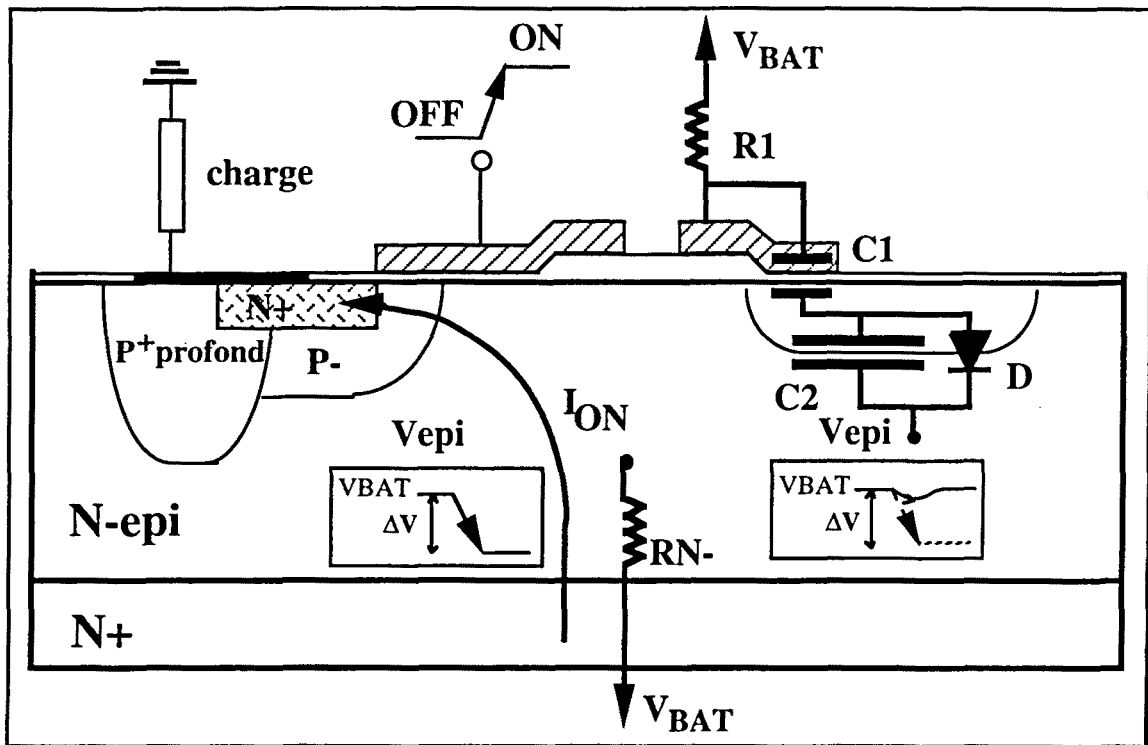 ON
V_BAT
OFF
R1
charge
C1
N+
P+ profond
P-
D
C2
I_ON
Vepi
Vepi
VBAT
ΔV
VBAT
ΔV
N-epi
RN-
N+
V_BAT